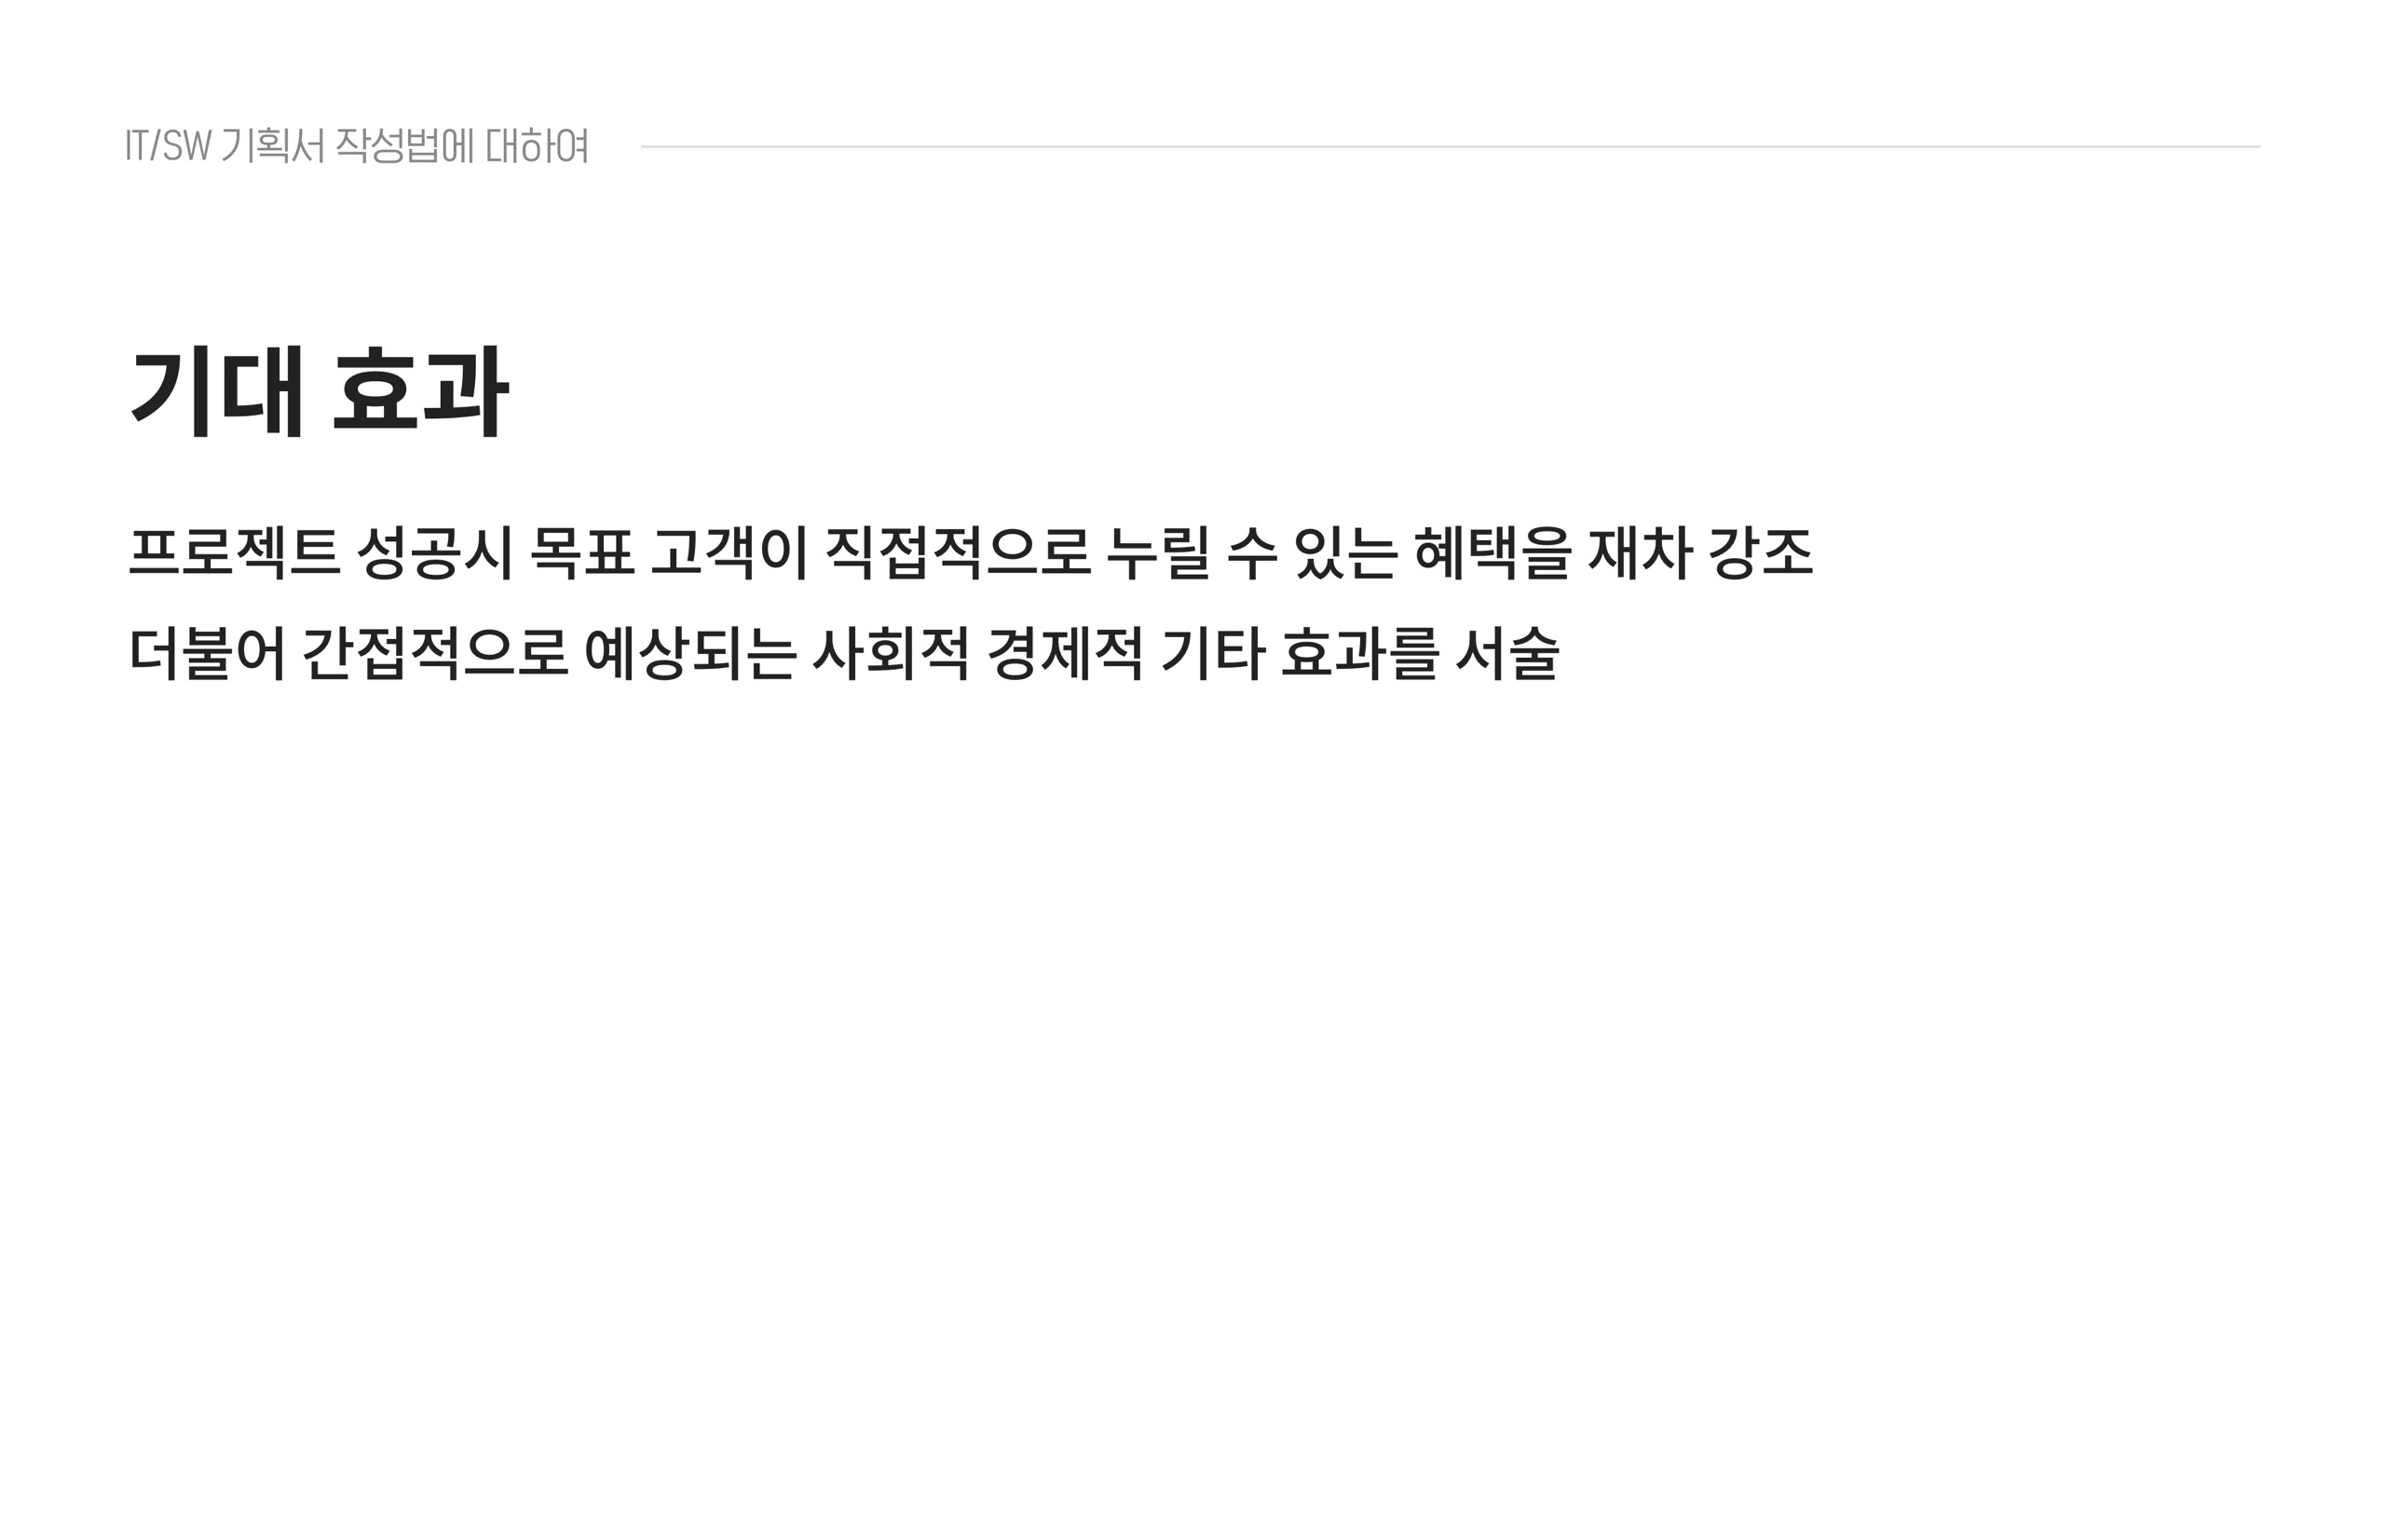 IT/SW 기획서 작성법에 대하여
기대 효과
프로젝트 성공시 목표 고객이 직접적으로 누릴 수 있는 혜택을 재차 강조
더불어 간접적으로예상되는 사회적 경제적 기타 효과를 서술